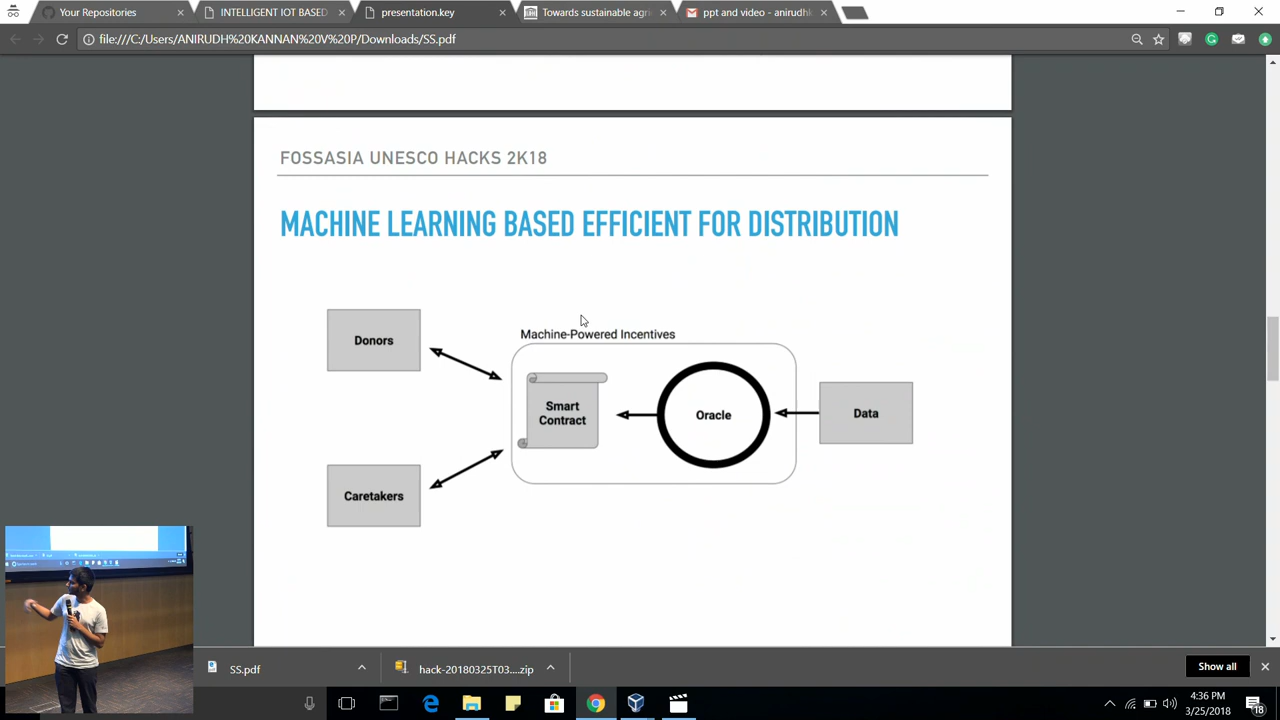 Your Repositories
INTELLIGENT IOT BASED
presentation.key
Towards sustainable agri
ppt and video - anirudhk
file:///C:/Users/ANIRUDH%20KANNAN%20V%20P/Downloads/SS.pdf
FOSSASIA UNESCO HACKS 2K18
MACHINE LEARNING BASED EFFICIENT FOR DISTRIBUTION
Donors
Machine-Powered Incentives
Smart
Contract
Oracle
Data
Caretakers
SS.pdf
hack-20180325T03....zip
Show all
4:36 PM
3/25/2018
18